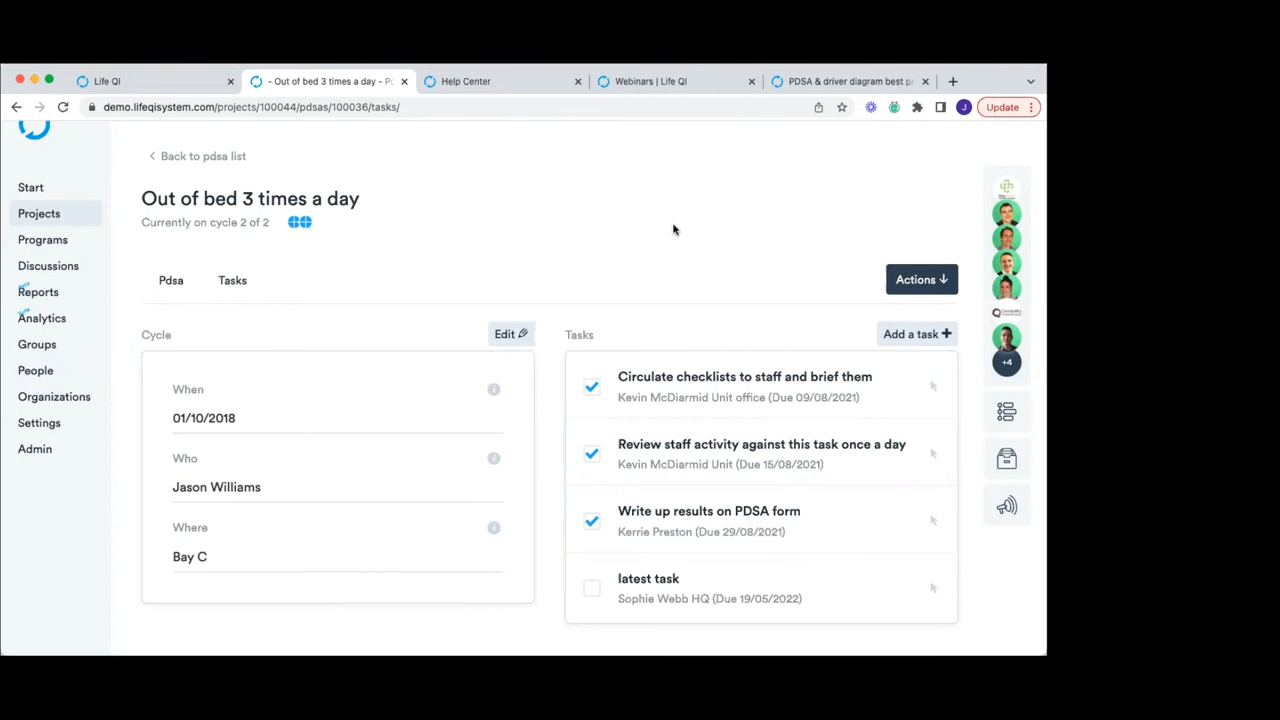 Life QI
- Out of bed 3 times a day - Pc
Help Center
Webinars | Life QI
PDSA & driver diagram best pr
demo.lifeqisystem.com/projects/100044/pdsas/100036/tasks/
J
Update
Back to pdsa list
Out of bed 3 times a day
Currently on cycle 2 of 2
Start
Projects
Programs
Discussions
Reports
Analytics
Groups
People
Organizations
Settings
Admin
Pdsa
Tasks
Actions
Cycle
Edit
When
01/10/2018
Who
Jason Williams
Where
Bay C
Tasks
Add a task
Circulate checklists to staff and brief them
Kevin McDiarmid Unit office (Due 09/08/2021)
Review staff activity against this task once a day
Kevin McDiarmid Unit (Due 15/08/2021)
Write up results on PDSA form
Kerrie Preston (Due 29/08/2021)
latest task
Sophie Webb HQ (Due 19/05/2022)
+4